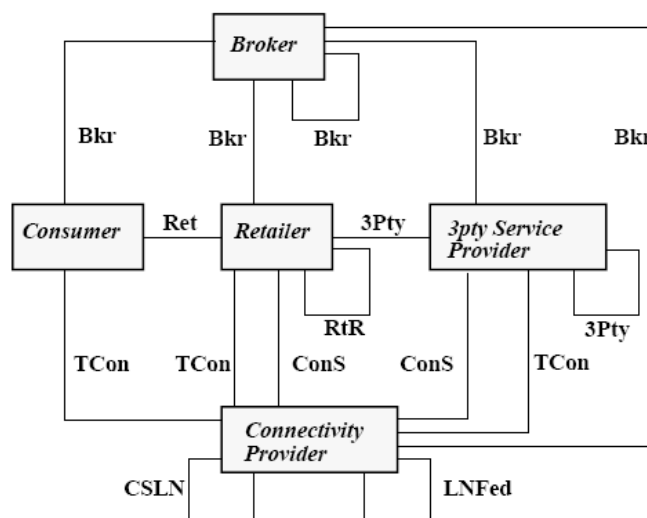 Broker
Bkr
Bkr
Bkr
Bkr
Bkr
Consumer
Ret
Retailer
3Pty
3pty Service
Provider
RtR
3Pty
TCon
TCon
ConS
ConS
TCon
Connectivity
Provider
CSLN
LNFed